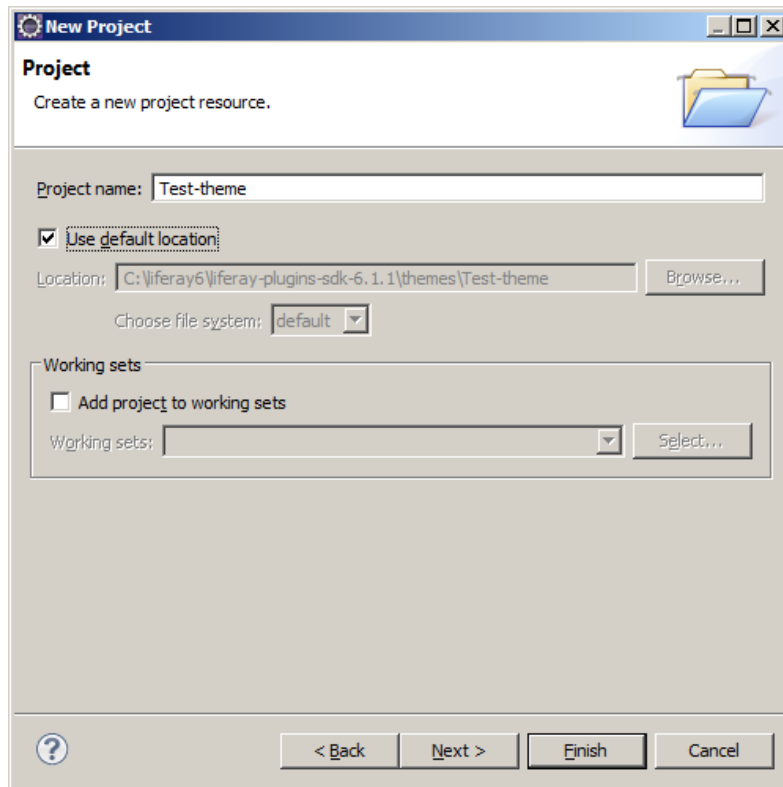 New Project
Project
Create a new project resource.
Project name: Test-theme
Use default location
Location: C:\liferay6\liferay-plugins-sdk-6.1.1\themes\Test-theme Browse...
Choose file system: default
Working sets
Add project to working sets
Working sets: Select...
? < Back Next > Finish Cancel